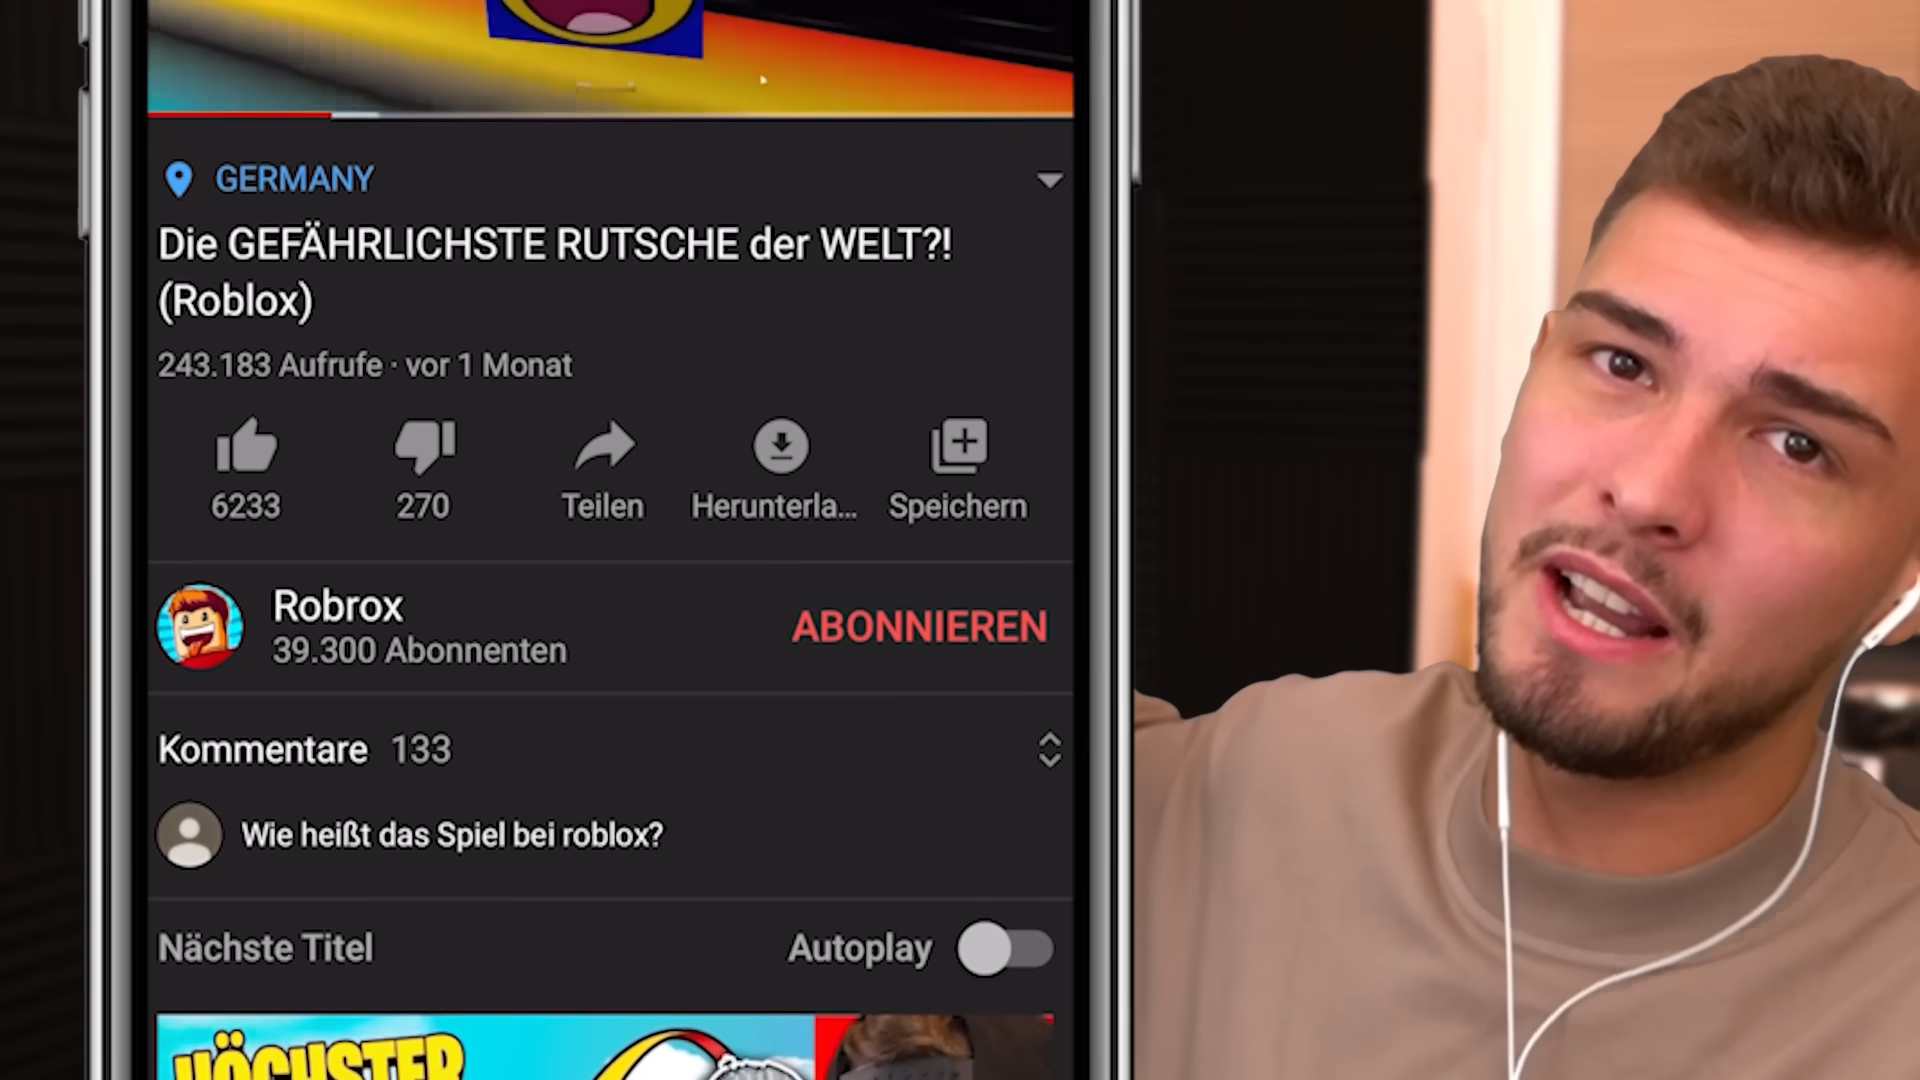 GERMANY
Die GEFÄHRLICHSTE RUTSCHE der WELT?!
(Roblox)
243.183 Aufrufe · vor 1 Monat
6233
270
Teilen
Herunterla...
Speichern
Robrox
39.300 Abonnenten
ABONNIEREN
Kommentare 133
Wie heißt das Spiel bei roblox?
Nächste Titel
Autoplay
HÖCHSTER